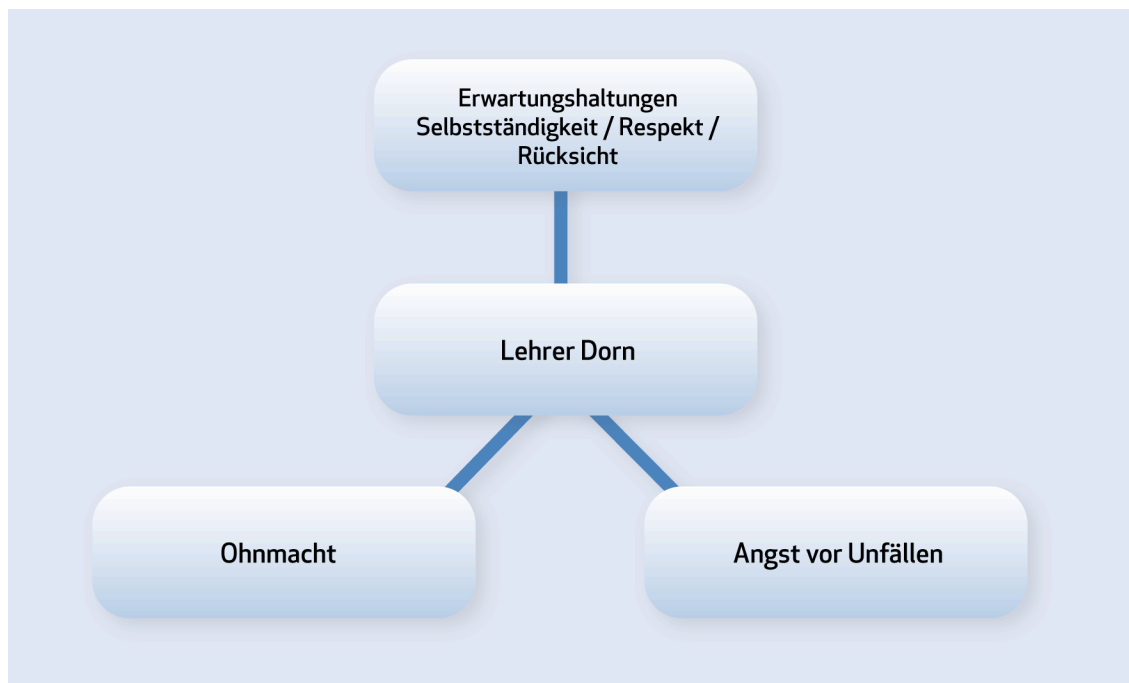 Erwartungshaltungen
Selbstständigkeit / Respekt /
Rücksicht
Lehrer Dorn
Ohnmacht
Angst vor Unfällen